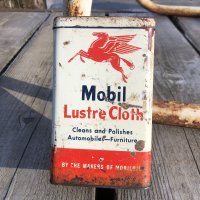 Mobil
Lustre Cloth
Cleans and Polishes
Automobiles—Furniture
BY THE MAKERS OF MOBILOIL